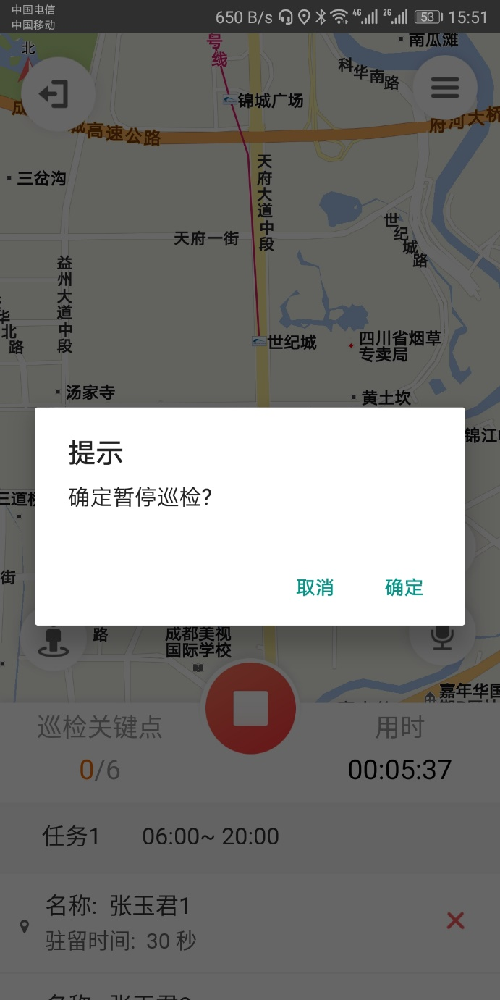 中国电信
中国移动
650 B/s
4G
2G
53
15:51
北
号线
南瓜滩
科华南路
锦城广场
成
城高速公路
府河大桥
三岔沟
天府大道中段
天府一街
世纪城路
益州大道中段
华北路
世纪城
四川省烟草
专卖局
汤家寺
黄土坎
锦江
三道
提示
确定暂停巡检?
取消
确定
街
路
成都美视
国际学校
嘉年华国
巡检关键点
用时
0/6
00:05:37
任务1
06:00~ 20:00
名称: 张玉君1
驻留时间: 30 秒